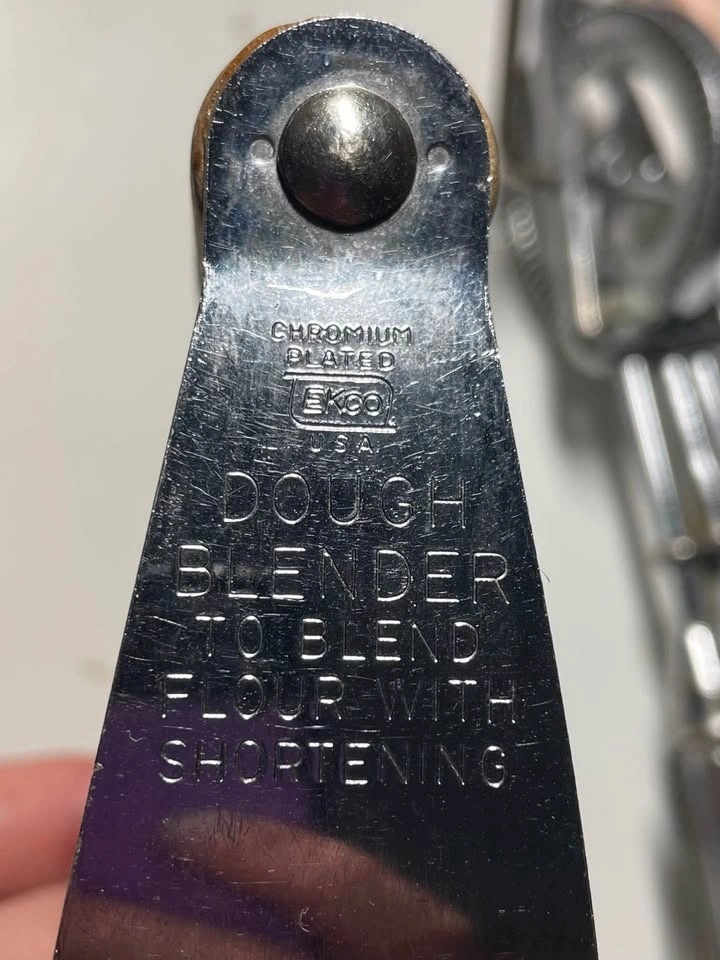 CHROMIUM
PLATED
EKCO
USA
DOUGH
BLENDER
TO BLEND
FLOUR WITH
SHORTENING